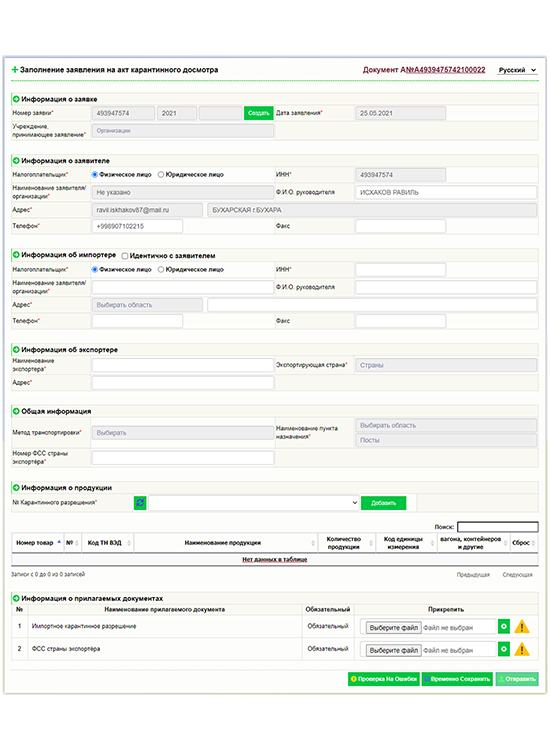 Заполнение заявления на акт карантинного досмотра Документ А№А4939475742100022 Русский
Информация о заявке
Номер заявки* 493947574 2021 Создать Дата заявления* 25.05.2021
Учреждение,
принимающее заявление* Организации
Информация о заявителе
Налогоплательщик* Физическое лицо Юридическое лицо ИНН* 493947574
Наименование заявителя/
организации* Не указано Ф.И.О. руководителя ИСХАКОВ РАВИЛЬ
Адрес* ravil.iskhakov87@mail.ru БУХАРСКАЯ г.БУХАРА
Телефон* +998907102215 Факс
Информация об импортере Идентично с заявителем
Налогоплательщик* Физическое лицо Юридическое лицо ИНН*
Наименование заявителя/
организации* Ф.И.О. руководителя
Адрес* Выбирать область
Телефон* Факс
Информация об экспортере
Наименование
экспортера* Экспортирующая страна* Страны
Адрес*
Общая информация
Метод транспортировки* Выбирать Наименование пункта
назначения* Выбирать область
Посты
Номер ФСС страны
экспортёра*
Информация о продукции
№ Карантинного разрешения* Добавить
Поиск:
Номер товар № Код ТН ВЭД Наименование продукции Количество
продукции Код единицы
измерения вагона, контейнеров
и другие Сброс
Нет данных в таблице
Записи с 0 до 0 из 0 записей Предыдущая Следующая
Информация о прилагаемых документах
№ Наименование прилагаемого документа Обязательный Прикрепить
1 Импортное карантинное разрешение Обязательный Выберите файл Файл не выбран
2 ФСС страны экспортёра Обязательный Выберите файл Файл не выбран
Проверка На Ошибки Временно Сохранять Отправить